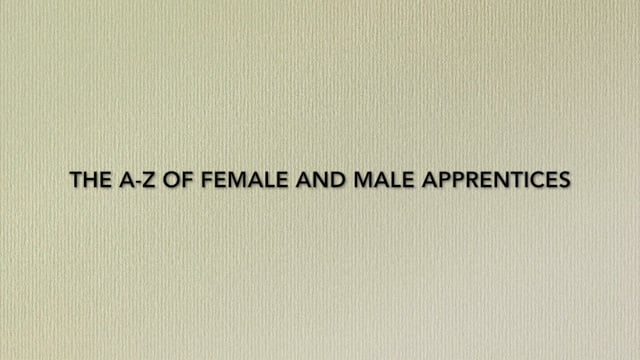 THE A-Z OF FEMALE AND MALE APPRENTICES